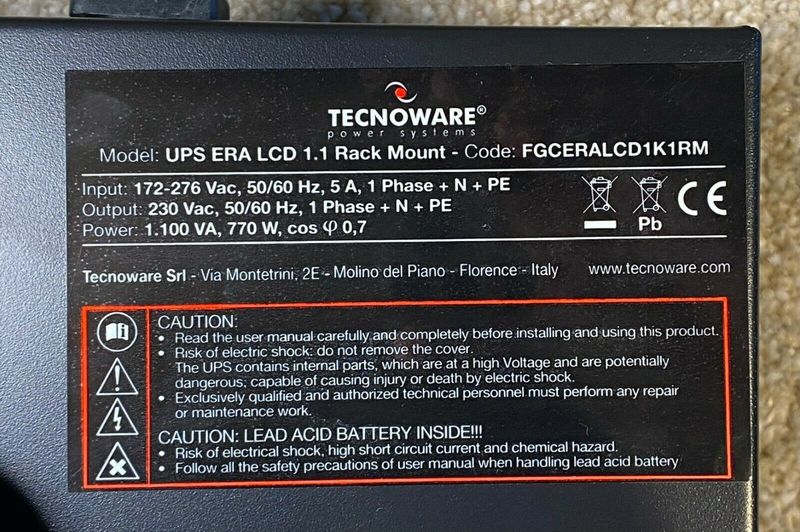 TECNOWARE®
power systems
Model: UPS ERA LCD 1.1 Rack Mount - Code: FGCERALCD1K1RM
Input: 172-276 Vac, 50/60 Hz, 5 A, 1 Phase + N + PE
Output: 230 Vac, 50/60 Hz, 1 Phase + N + PE
Power: 1.100 VA, 770 W, cos φ 0,7
Pb
CE
Tecnoware Srl - Via Montetrini, 2E - Molino del Piano - Florence - Italy www.tecnoware.com
CAUTION:
• Read the user manual carefully and completely before installing and using this product.
• Risk of electric shock: do not remove the cover.
The UPS contains internal parts, which are at a high Voltage and are potentially
dangerous, capable of causing injury or death by electric shock.
• Exclusively qualified and authorized technical personnel must perform any repair
or maintenance work.
CAUTION: LEAD ACID BATTERY INSIDE!!!
• Risk of electrical shock, high short circuit current and chemical hazard.
• Follow all the safety precautions of user manual when handling lead acid battery